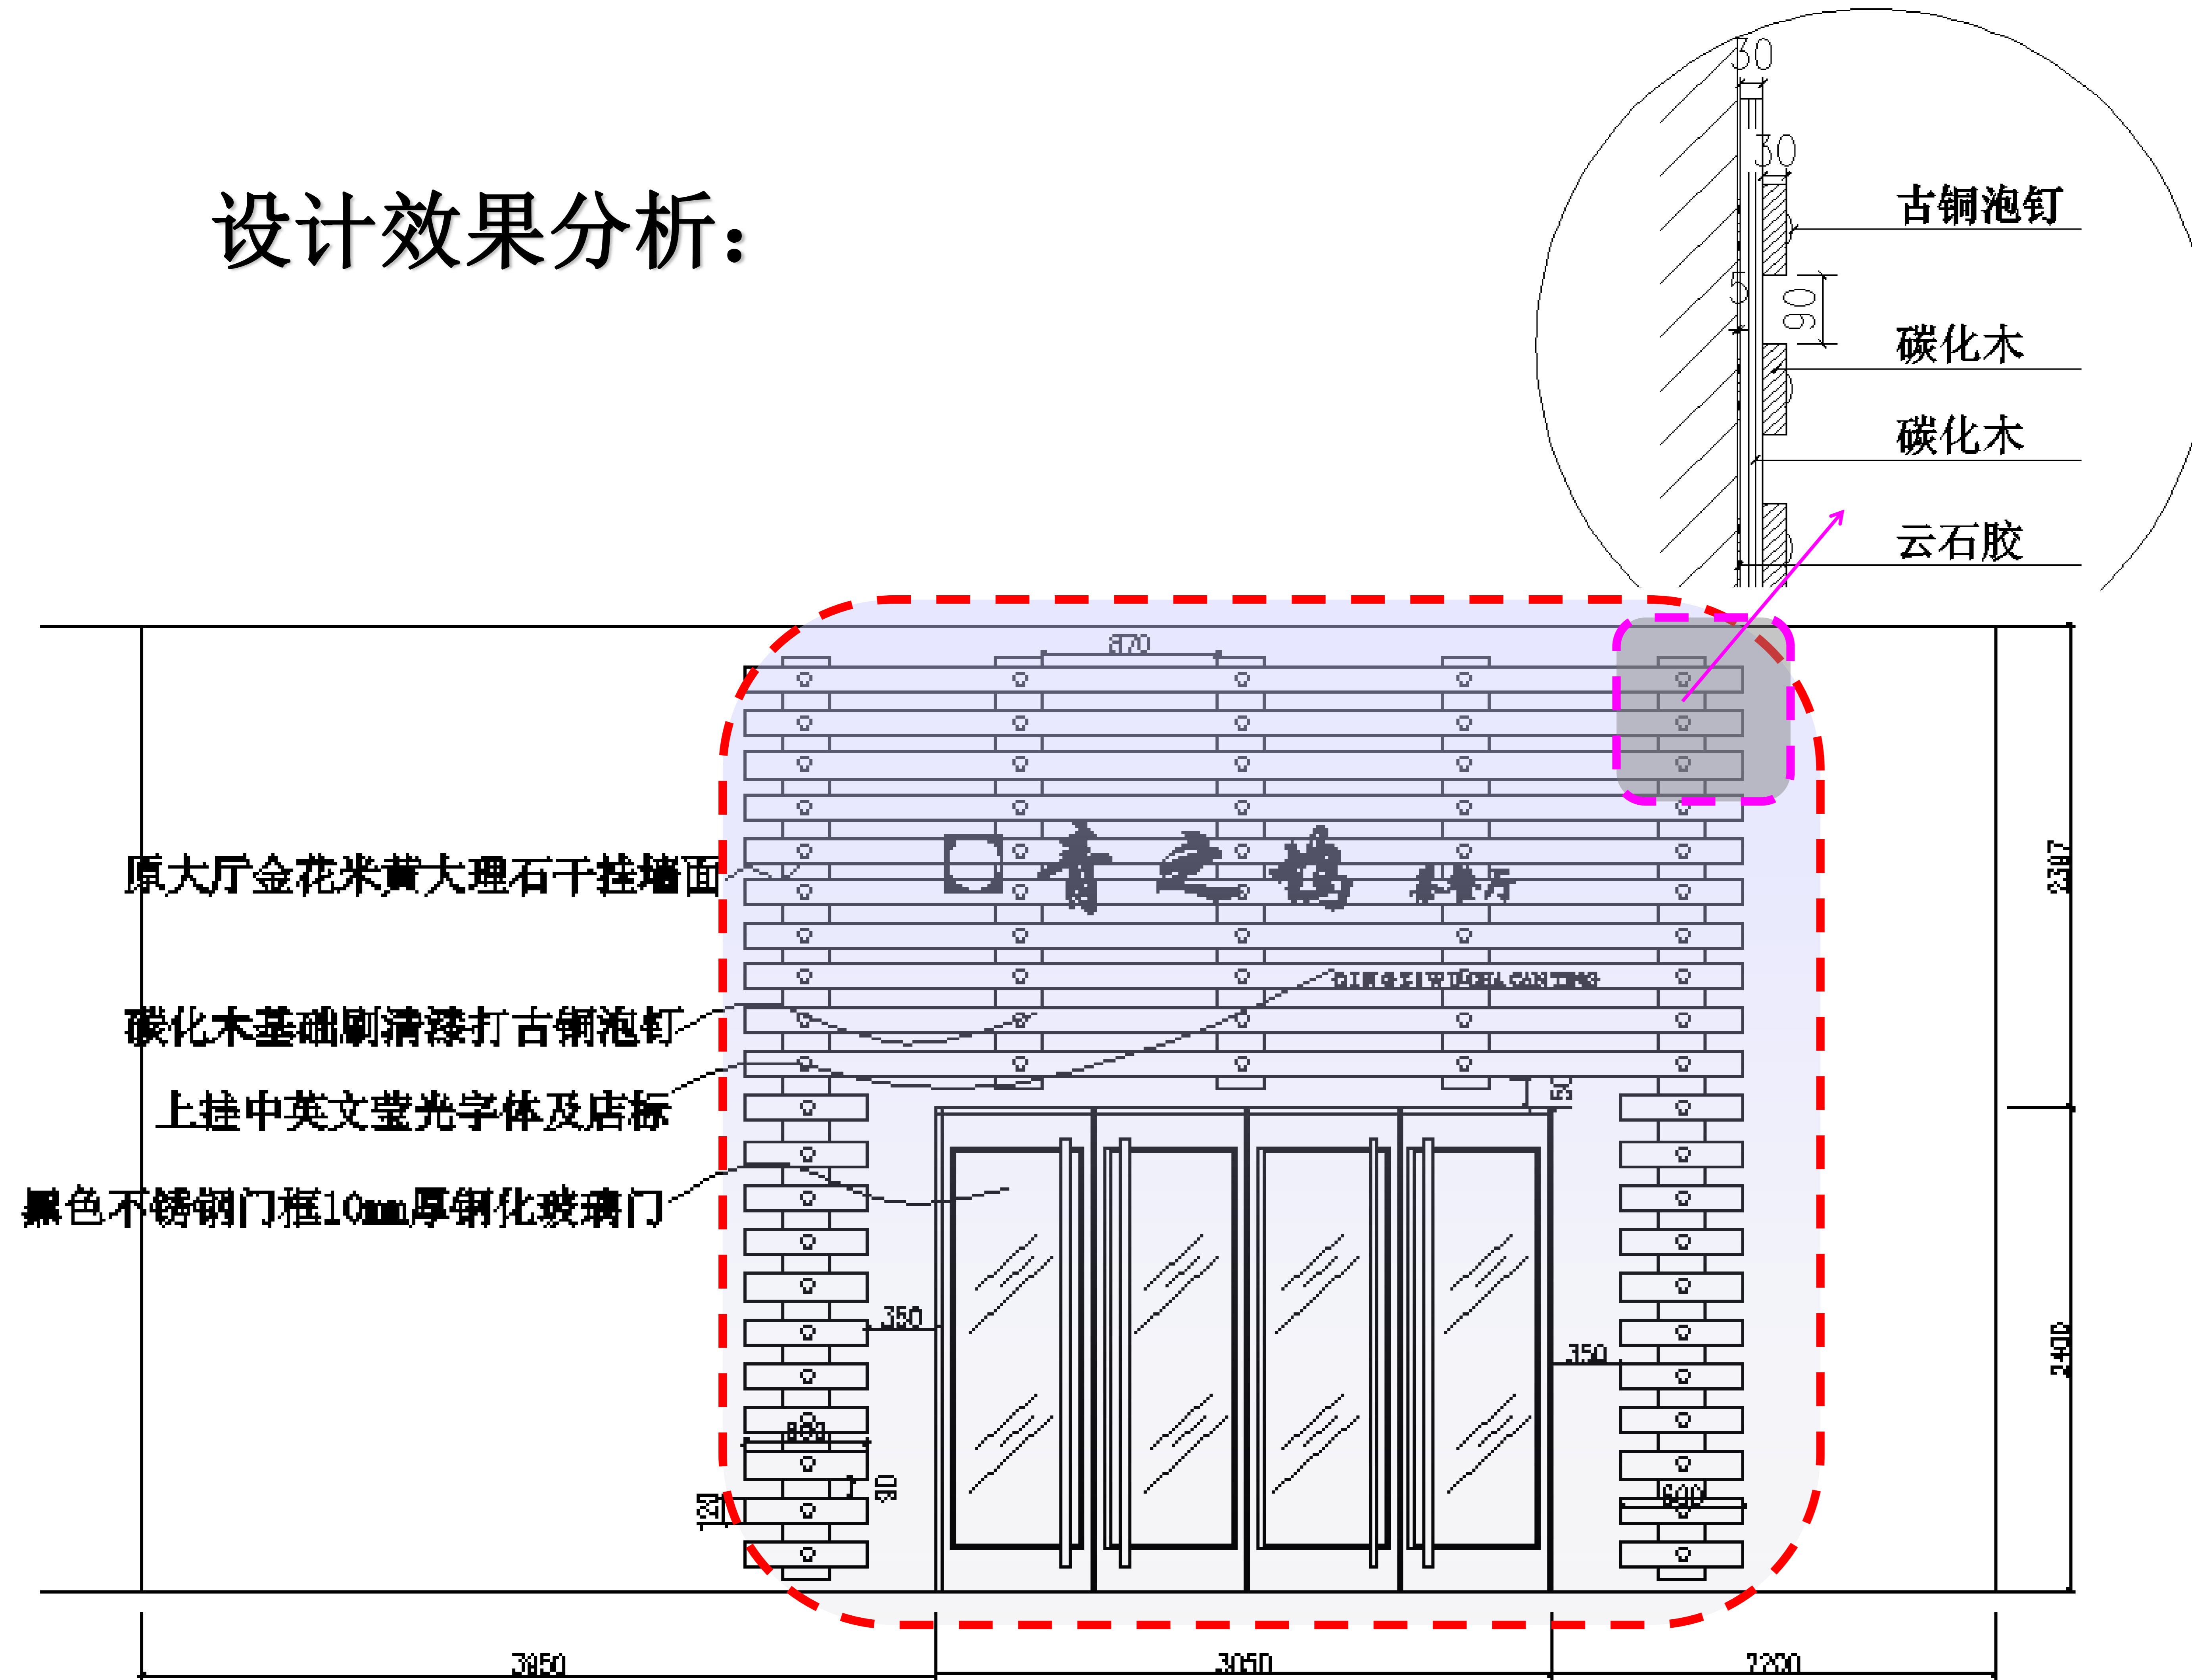 设计效果分析：
30
30
古铜泡钉
5
90
碳化木
碳化木
云石胶
870
原大厅金花米黄大理石干挂墙面
碳化木基础刷清漆打古铜泡钉
上挂中英文莹光字体及店标
黑色不锈钢门框10mm厚钢化玻璃门
350
350
90
600
2400
3950
3050
2200